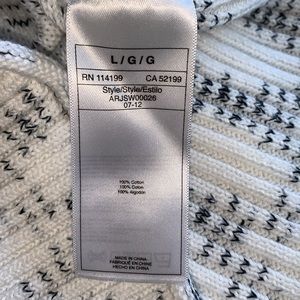 L / G / G
RN 114199 CA 52199
Style/Style/Estilo
ARJSW00026
07-12
100% Cotton
100% Coton
100% Algodón
MADE IN CHINA
FABRIQUÉ EN CHINE
HECHO EN CHINA